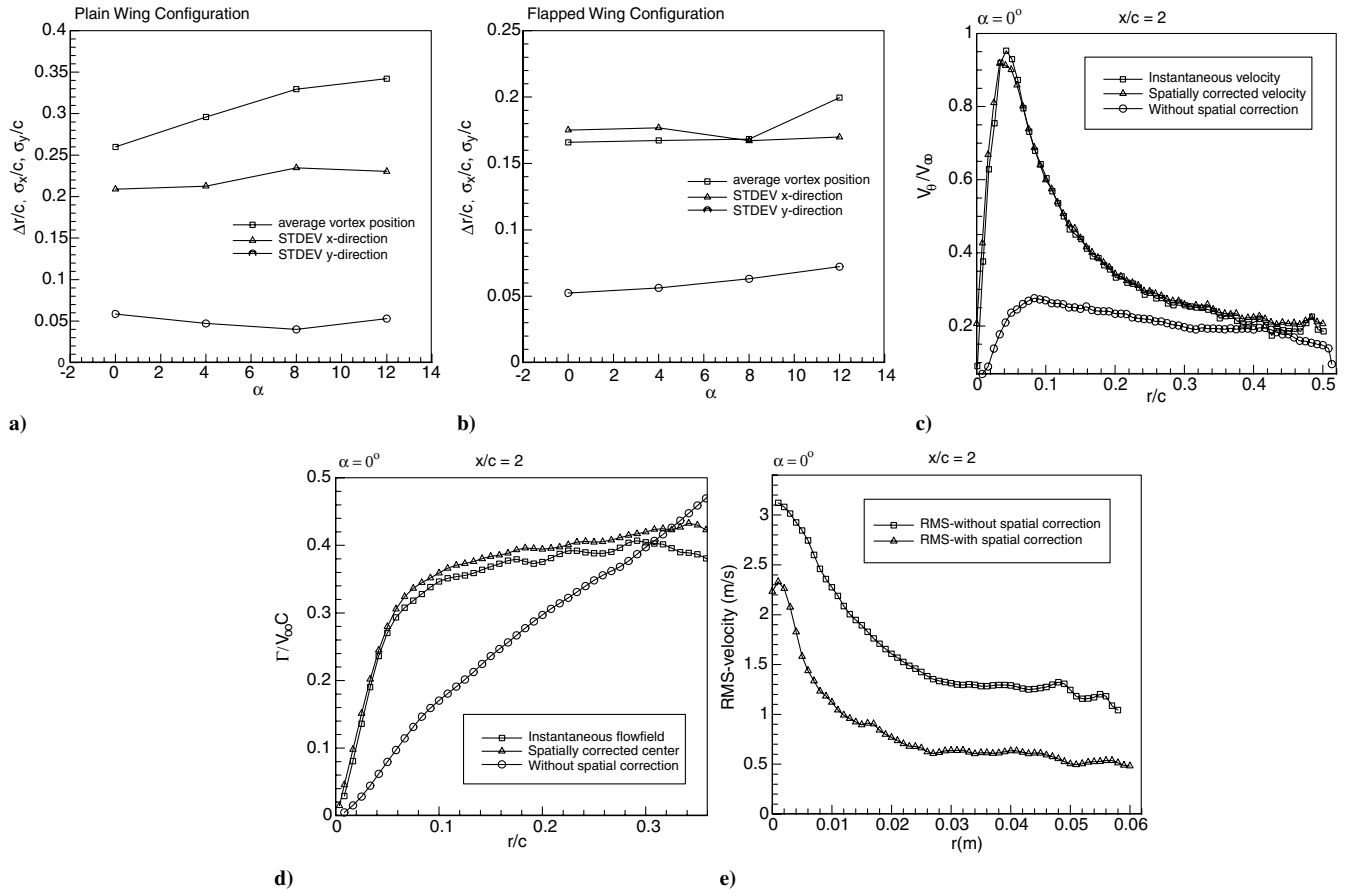 Plain Wing Configuration
0.4
0.35
0.3
0.25
0.2
0.15
0.1
0.05
0
-2 0 2 4 6 8 10 12 14
α
Δr/c, σx/c, σy/c
average vortex position
STDEV x-direction
STDEV y-direction
a)
Flapped Wing Configuration
0.25
0.2
0.15
0.1
0.05
0
-2 0 2 4 6 8 10 12 14
α
Δr/c, σx/c, σy/c
average vortex position
STDEV x-direction
STDEV y-direction
b)
α = 0° x/c = 2
1
0.8
0.6
0.4
0.2
0 0.1 0.2 0.3 0.4 0.5
r/c
Vθ/V∞
Instantaneous velocity
Spatially corrected velocity
Without spatial correction
c)
α = 0° x/c = 2
0.5
0.4
0.3
0.2
0.1
0
0 0.1 0.2 0.3
r/c
Γ/V∞C
Instantaneous flowfield
Spatially corrected center
Without spatial correction
d)
α = 0° x/c = 2
3
2.5
2
1.5
1
0.5
0
0 0.01 0.02 0.03 0.04 0.05 0.06
r(m)
RMS-velocity (m/s)
RMS-without spatial correction
RMS-with spatial correction
e)